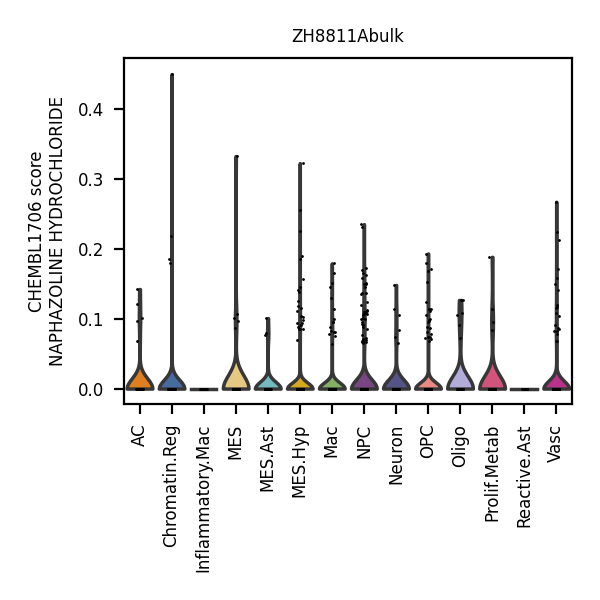 ZH8811Abulk
CHEMBL1706 score
NAPHAZOLINE HYDROCHLORIDE
0.4
0.3
0.2
0.1
0.0
AC
Chromatin.Reg
Inflammatory.Mac
MES
MES.Ast
MES.Hyp
Mac
NPC
Neuron
OPC
Oligo
Prolif.Metab
Reactive.Ast
Vasc